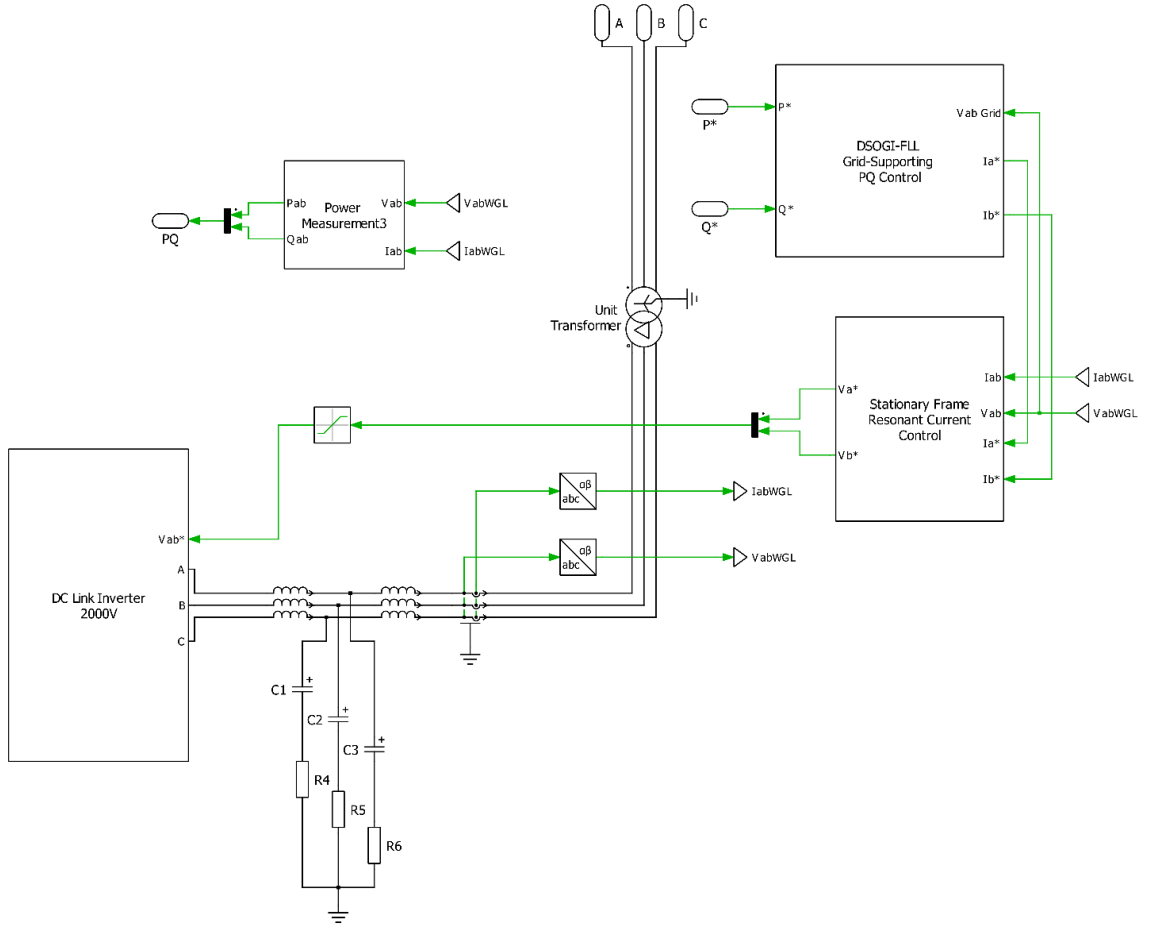 A
B
C
P*
P*
Q*
Q*
Vab Grid
DSOGI-FLL
Grid-Supporting
PQ Control
Ia*
Ib*
PQ
Pab
Qab
Power
Measurement3
Vab
Iab
VabWGL
IabWGL
Unit
Transformer
Va*
Vb*
Stationary Frame
Resonant Current
Control
Iab
Vab
Ia*
Ib*
IabWGL
VabWGL
αβ
abc
IabWGL
αβ
abc
VabWGL
Vab*
A
B
C
DC Link Inverter
2000V
C1
+
C2
+
C3
+
R4
R5
R6